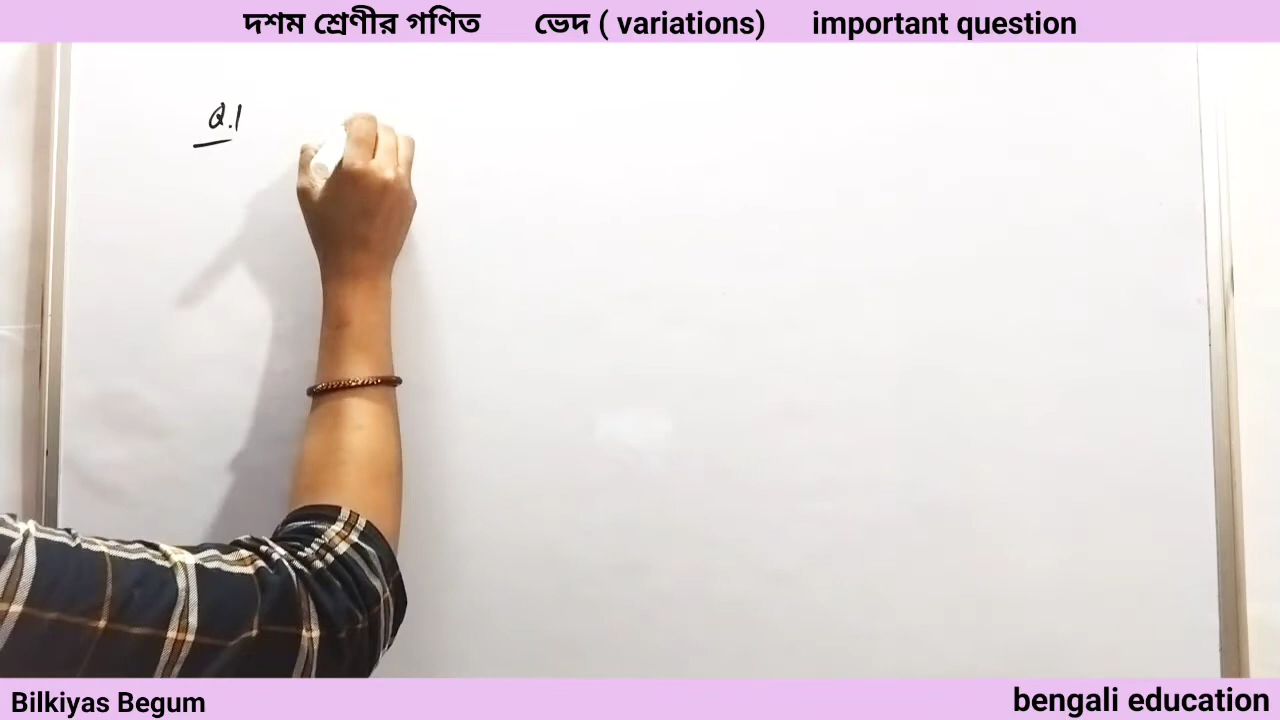 দশম শ্রেণীর গণিত ভেদ ( variations) important question
Q.1
Bilkiyas Begum
bengali education